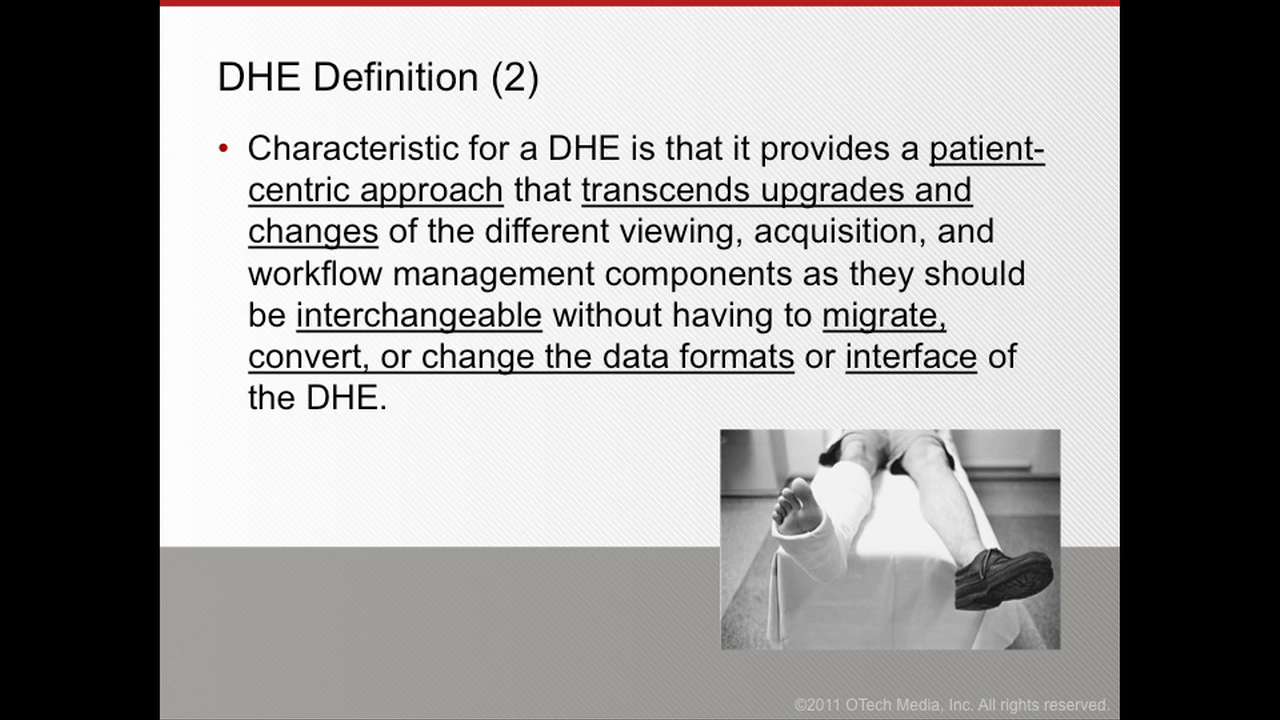 DHE Definition (2)
• Characteristic for a DHE is that it provides a patient-
centric approach that transcends upgrades and
changes of the different viewing, acquisition, and
workflow management components as they should
be interchangeable without having to migrate,
convert, or change the data formats or interface of
the DHE.
©2011 OTech Media, Inc. All rights reserved.